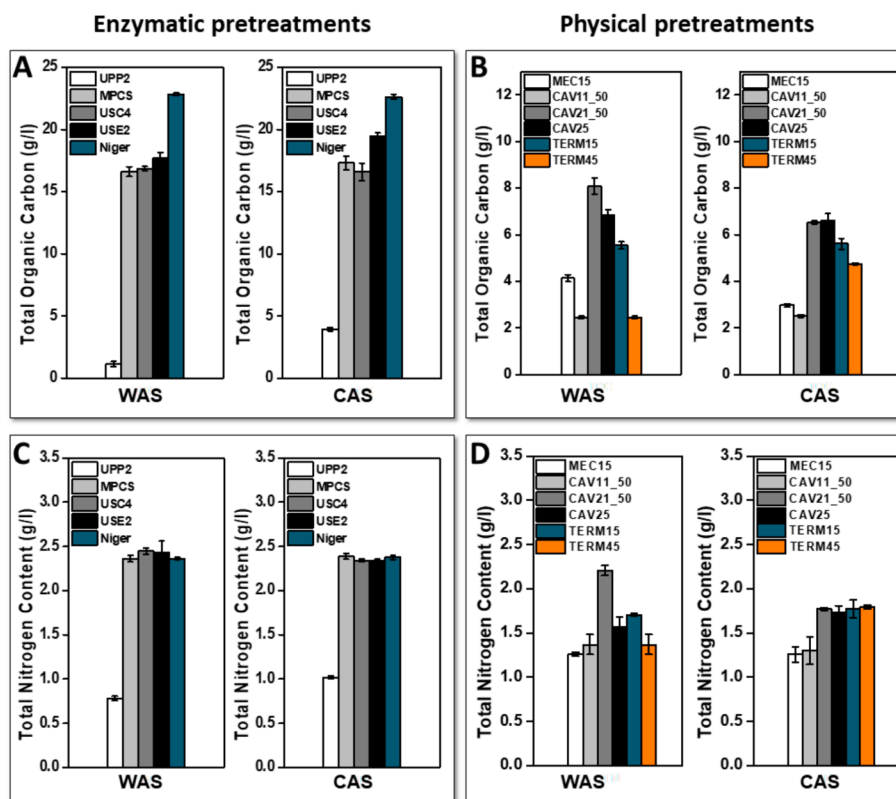 Enzymatic pretreatments
Physical pretreatments
A
Total Organic Carbon (g/l)
25
20
15
10
5
0
UPP2
MPCS
USC4
USE2
Niger
WAS
Total Organic Carbon (g/l)
25
20
15
10
5
0
UPP2
MPCS
USC4
USE2
Niger
CAS
B
Total Organic Carbon (g/l)
12
10
8
6
4
2
0
MEC15
CAV11_50
CAV21_50
CAV25
TERM15
TERM45
WAS
Total Organic Carbon (g/l)
12
10
8
6
4
2
0
MEC15
CAV11_50
CAV21_50
CAV25
TERM15
TERM45
CAS
C
Total Nitrogen Content (g/l)
3.5
3.0
2.5
2.0
1.5
1.0
0.5
0.0
UPP2
MPCS
USC4
USE2
Niger
WAS
Total Nitrogen Content (g/l)
3.5
3.0
2.5
2.0
1.5
1.0
0.5
0.0
UPP2
MPCS
USC4
USE2
Niger
CAS
D
Total Nitrogen Content (g/l)
3.5
3.0
2.5
2.0
1.5
1.0
0.5
0.0
MEC15
CAV11_50
CAV21_50
CAV25
TERM15
TERM45
WAS
Total Nitrogen Content (g/l)
3.5
3.0
2.5
2.0
1.5
1.0
0.5
0.0
MEC15
CAV11_50
CAV21_50
CAV25
TERM15
TERM45
CAS